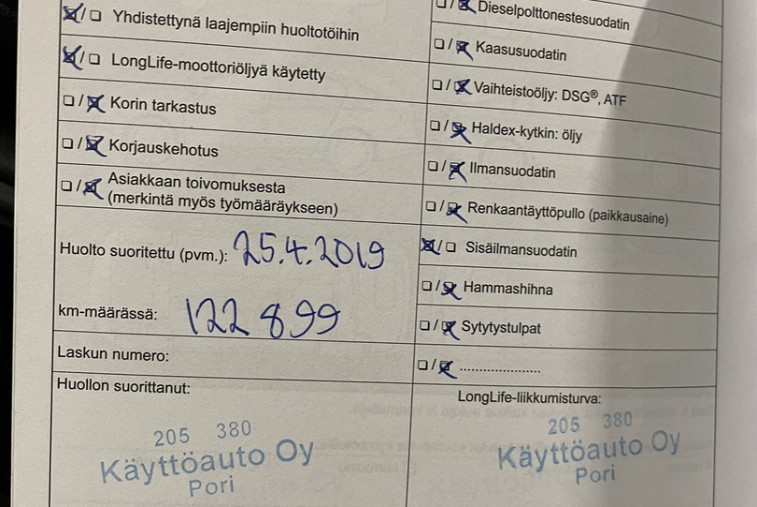 ☒/☐ Yhdistettynä laajempiin huoltotöihin
☒/☐ LongLife-moottoriöljyä käytetty
☐/☒ Korin tarkastus
☐/☒ Korjauskehotus
☐/☒ Asiakkaan toivomuksesta
(merkintä myös työmääräykseen)
Huolto suoritettu (pvm.): 25.4.2019
km-määrässä: 122 899
Laskun numero:
Huollon suorittanut:
205 380
Käyttöauto Oy
Pori
☐/☒ Dieselpolttonestesuodatin
☐/☒ Kaasusuodatin
☐/☒ Vaihteistoöljy: DSG®, ATF
☐/☒ Haldex-kytkin: öljy
☐/☒ Ilmansuodatin
☐/☒ Renkaantäyttöpullo (paikkausaine)
☒/☐ Sisäilmansuodatin
☐/☒ Hammashihna
☐/☒ Sytytystulpat
☐/☒ .....................
LongLife-liikkumisturva:
205 380
Käyttöauto Oy
Pori